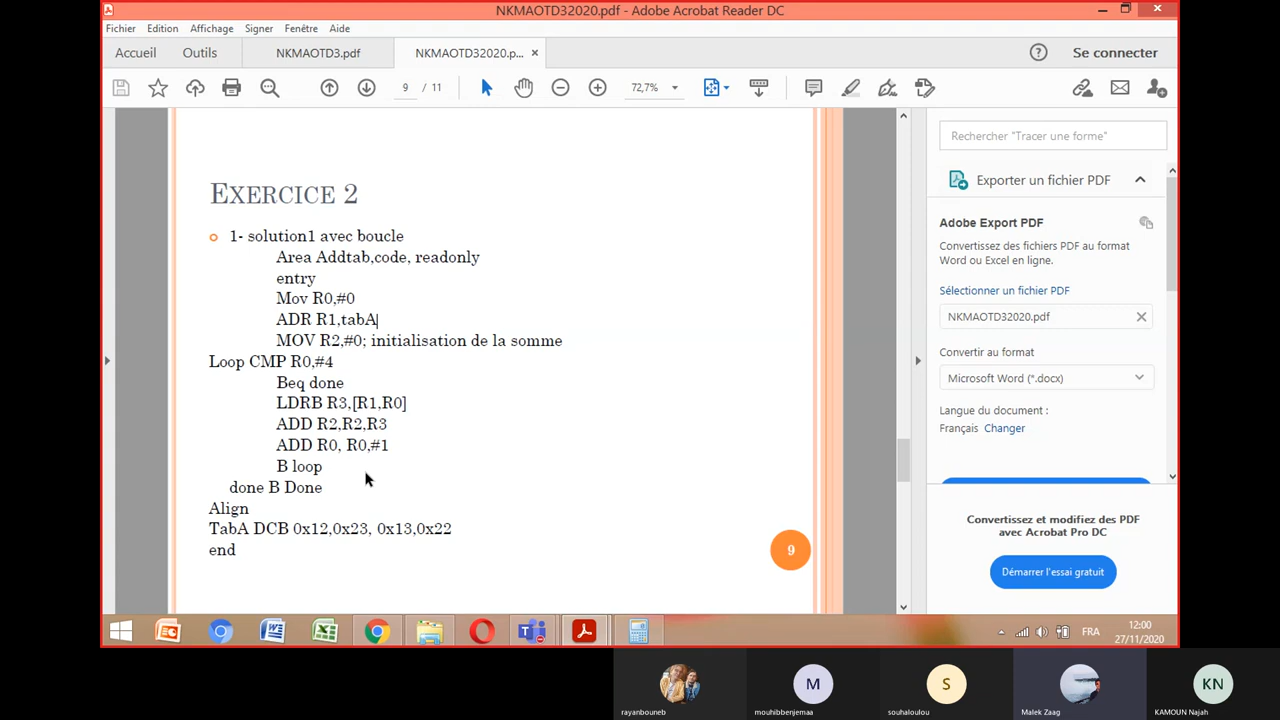 NKMAOTD32020.pdf - Adobe Acrobat Reader DC
Fichier Edition Affichage Signer Fenêtre Aide
Accueil Outils NKMAOTD3.pdf NKMAOTD32020.p... × ? Se connecter
9 / 11 72,7%
EXERCICE 2
1- solution1 avec boucle
Area Addtab,code, readonly
entry
Mov R0,#0
ADR R1,tabA
MOV R2,#0; initialisation de la somme
Loop CMP R0,#4
Beq done
LDRB R3,[R1,R0]
ADD R2,R2,R3
ADD R0, R0,#1
B loop
done B Done
Align
TabA DCB 0x12,0x23, 0x13,0x22
end
9
Rechercher "Tracer une forme"
Exporter un fichier PDF
Adobe Export PDF
Convertissez des fichiers PDF au format
Word ou Excel en ligne.
Sélectionner un fichier PDF
NKMAOTD32020.pdf
Convertir au format
Microsoft Word (*.docx)
Langue du document :
Français Changer
Convertissez et modifiez des PDF
avec Acrobat Pro DC
Démarrer l'essai gratuit
FRA
12:00
27/11/2020
M S KN
rayanbouneb mouhibbenjemaa souhaloulou Malek Zaag KAMOUN Najah